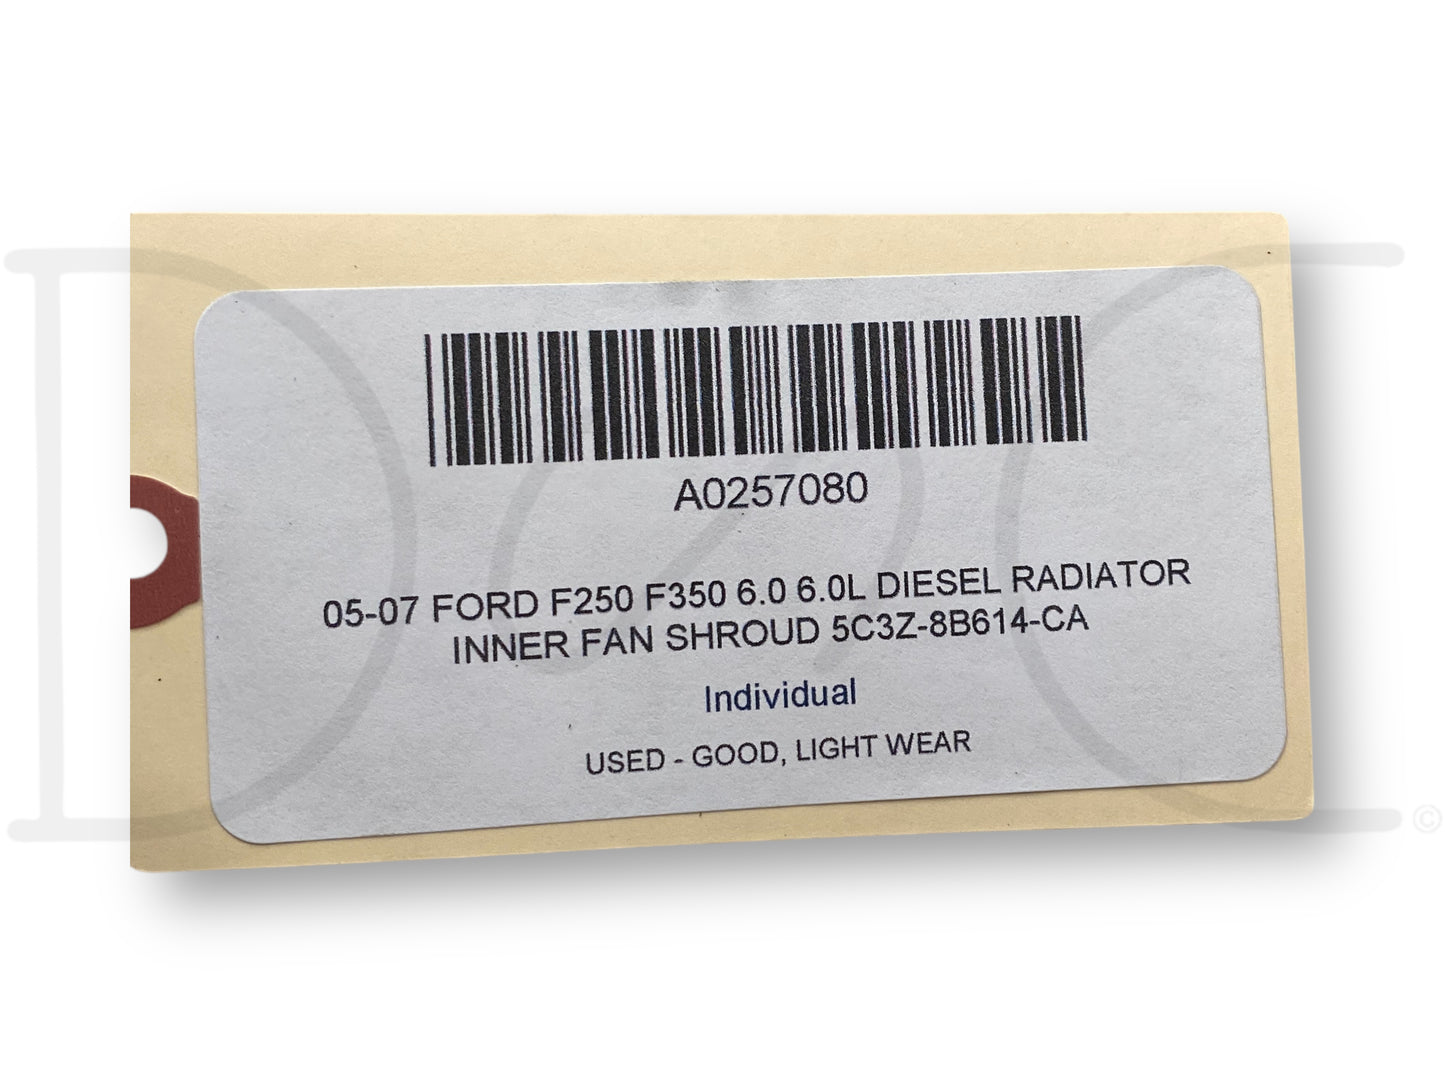 A0257080
05-07 FORD F250 F350 6.0 6.0L DIESEL RADIATOR
INNER FAN SHROUD 5C3Z-8B614-CA
Individual
USED - GOOD, LIGHT WEAR
D2C
©